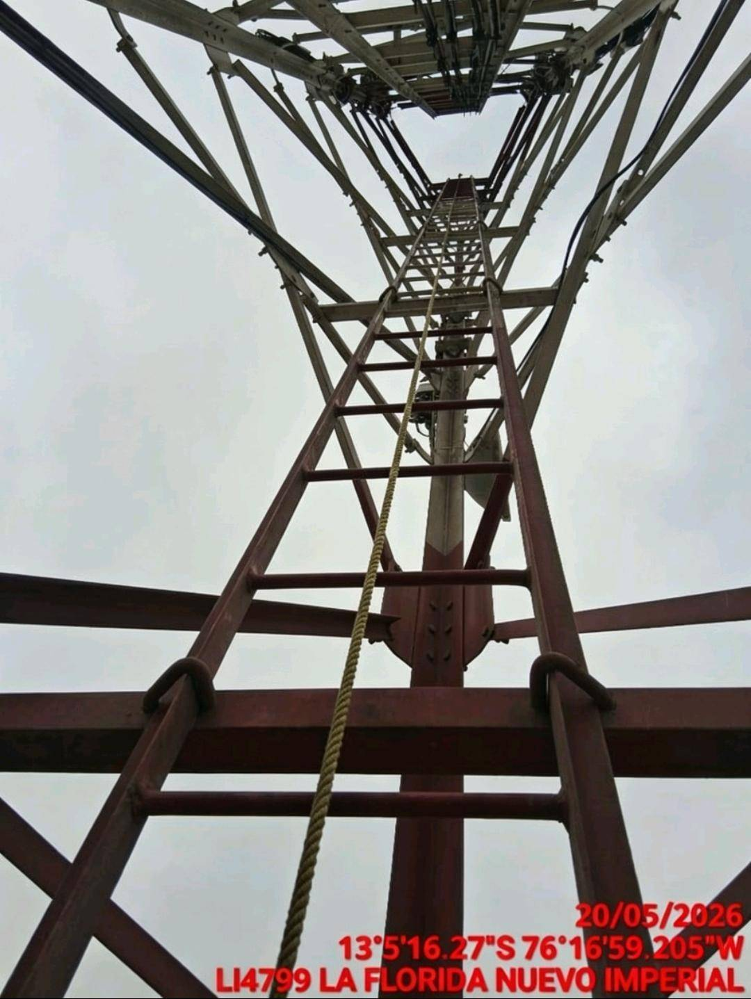 20/05/2026
13°5'16.27"S 76°16'59.205"W
LI4799 LA FLORIDA NUEVO IMPERIAL